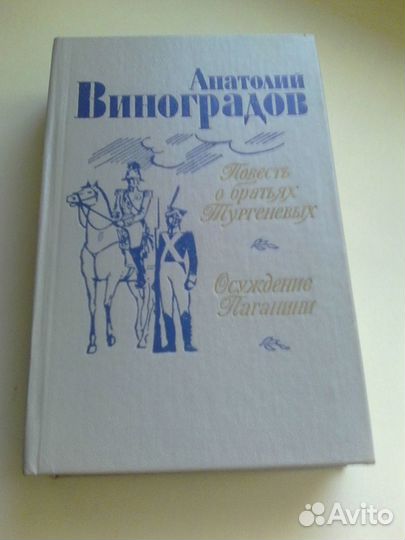 Анатолий
Виноградов
Повесть
о братьях
Тургеневых
Осуждение
Паганини
Avito